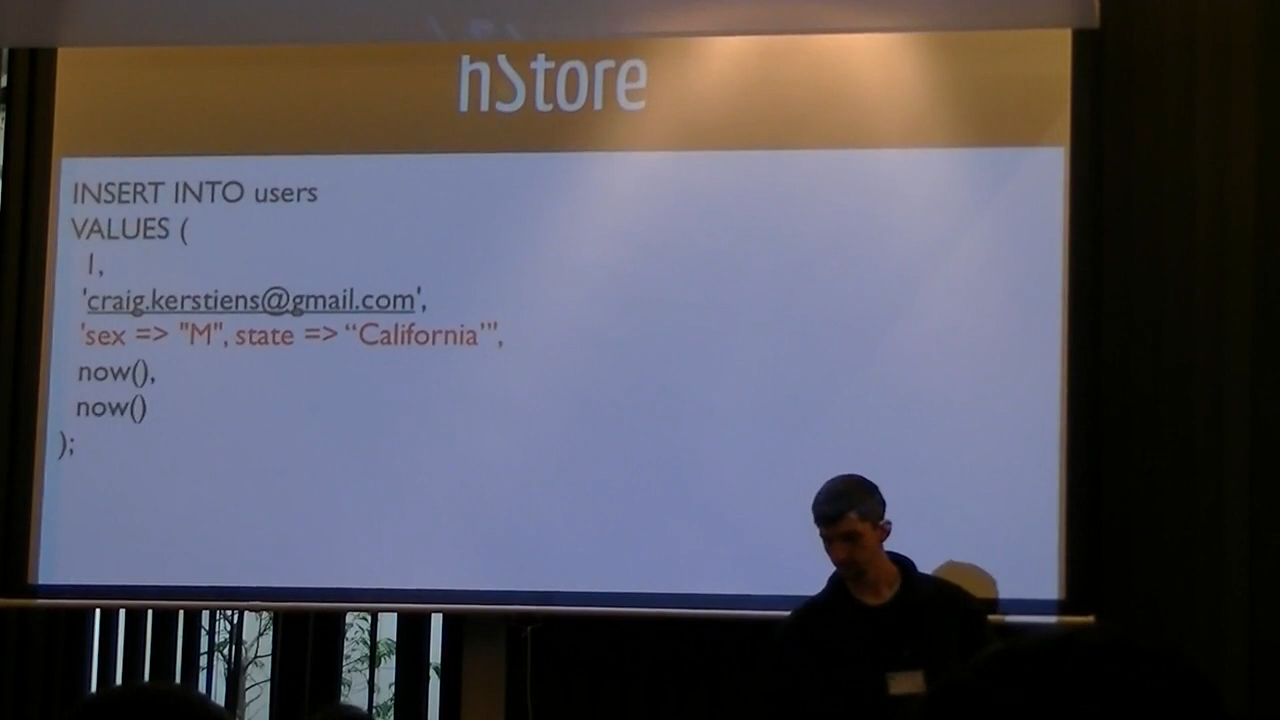 hStore
INSERT INTO users
VALUES (
1,
'craig.kerstiens@gmail.com',
'sex => "M", state => “California”',
now(),
now()
);